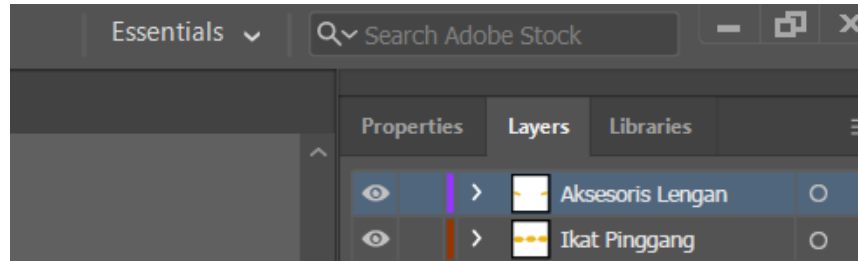 Essentials
Search Adobe Stock
Properties Layers Libraries
Aksesoris Lengan
Ikat Pinggang